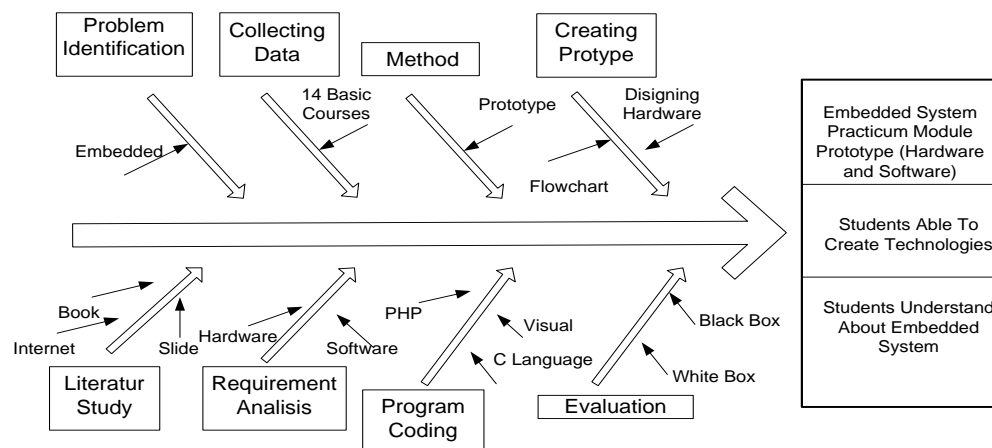 Problem
Identification
Collecting
Data
Method
Creating
Protype
Embedded
14 Basic
Courses
Prototype
Disigning
Hardware
Flowchart
Embedded System
Practicum Module
Prototype (Hardware
and Software)
Students Able To
Create Technologies
Students Understand
About Embedded
System
Book
Internet
Slide
Hardware
Software
PHP
Visual
C Language
Black Box
White Box
Literatur
Study
Requirement
Analisis
Program
Coding
Evaluation